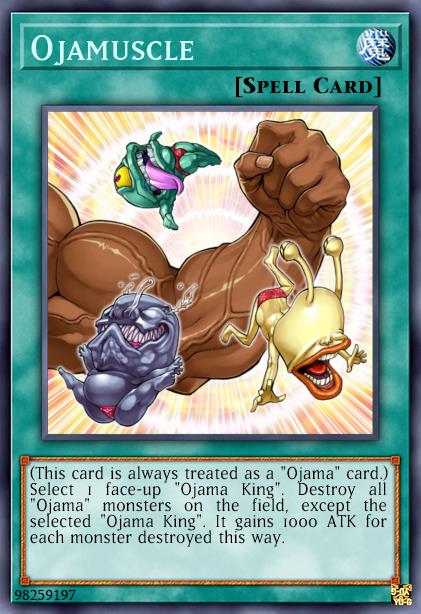 OJAMUSCLE
魔
[SPELL CARD]
(This card is always treated as a "Ojama" card.)
Select 1 face-up "Ojama King". Destroy all
"Ojama" monsters on the field, except the
selected "Ojama King". It gains 1000 ATK for
each monster destroyed this way.
98259197